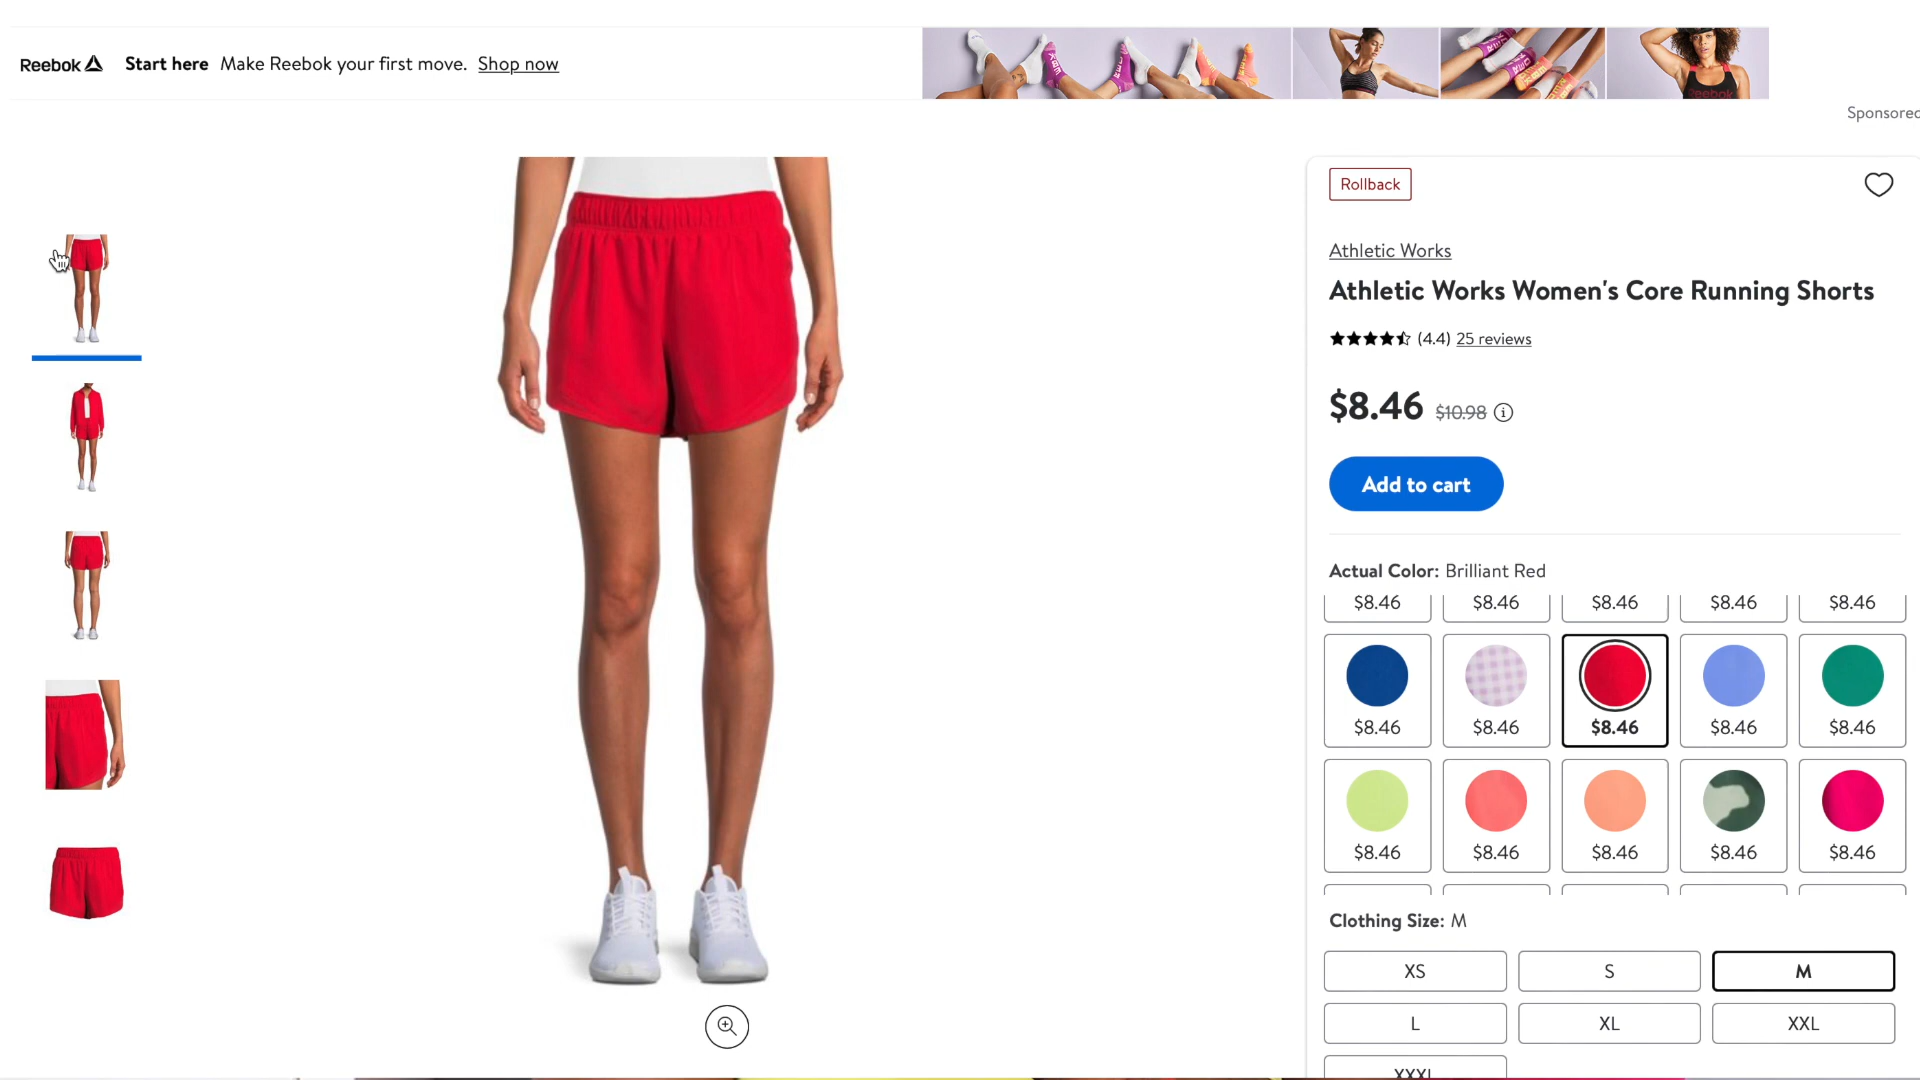 Reebok Start here Make Reebok your first move. Shop now
Sponsored
Rollback
Athletic Works
Athletic Works Women's Core Running Shorts
(4.4) 25 reviews
$8.46 $10.98
Add to cart
Actual Color: Brilliant Red
$8.46 $8.46 $8.46 $8.46 $8.46
$8.46 $8.46 $8.46 $8.46 $8.46
$8.46 $8.46 $8.46 $8.46 $8.46
Clothing Size: M
XS S M
L XL XXL
XXXL